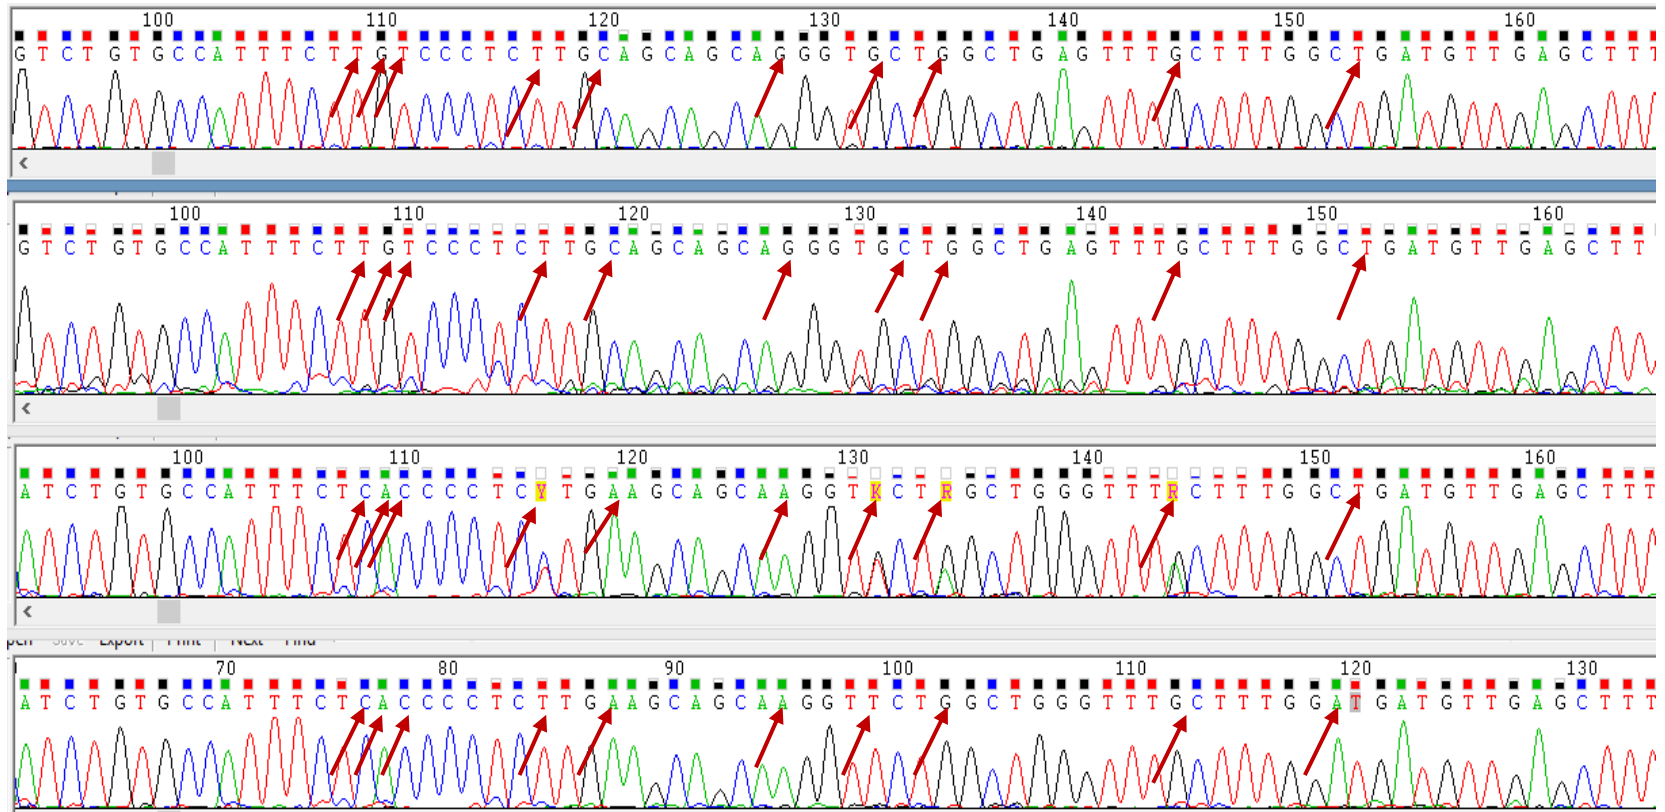 100 110 120 130 140 150 160
G T C T G T G C C A T T T C T T G T C C C T C T T G C A G C A G C A G G G T G C T G G C T G A G T T T G C T T T G G C T G A T G T T G A G C T T T
100 110 120 130 140 150 160
G T C T G T G C C A T T T C T T G T C C C T C T T G C A G C A G C A G G G T G C T G G C T G A G T T T G C T T T G G C T G A T G T T G A G C T T
100 110 120 130 140 150 160
A T C T G T G C C A T T T C T C A C C C C T C Y T G A A G C A G C A A G G T K C T R G C T G G G T T T R C T T T G G C T G A T G T T G A G C T T T
Save Export Print Next Find
70 80 90 100 110 120 130
A T C T G T G C C A T T T C T C A C C C C T C T T G A A G C A G C A A G G T T C T G G C T G G G T T T G C T T T G G A T G A T G T T G A G C T T T